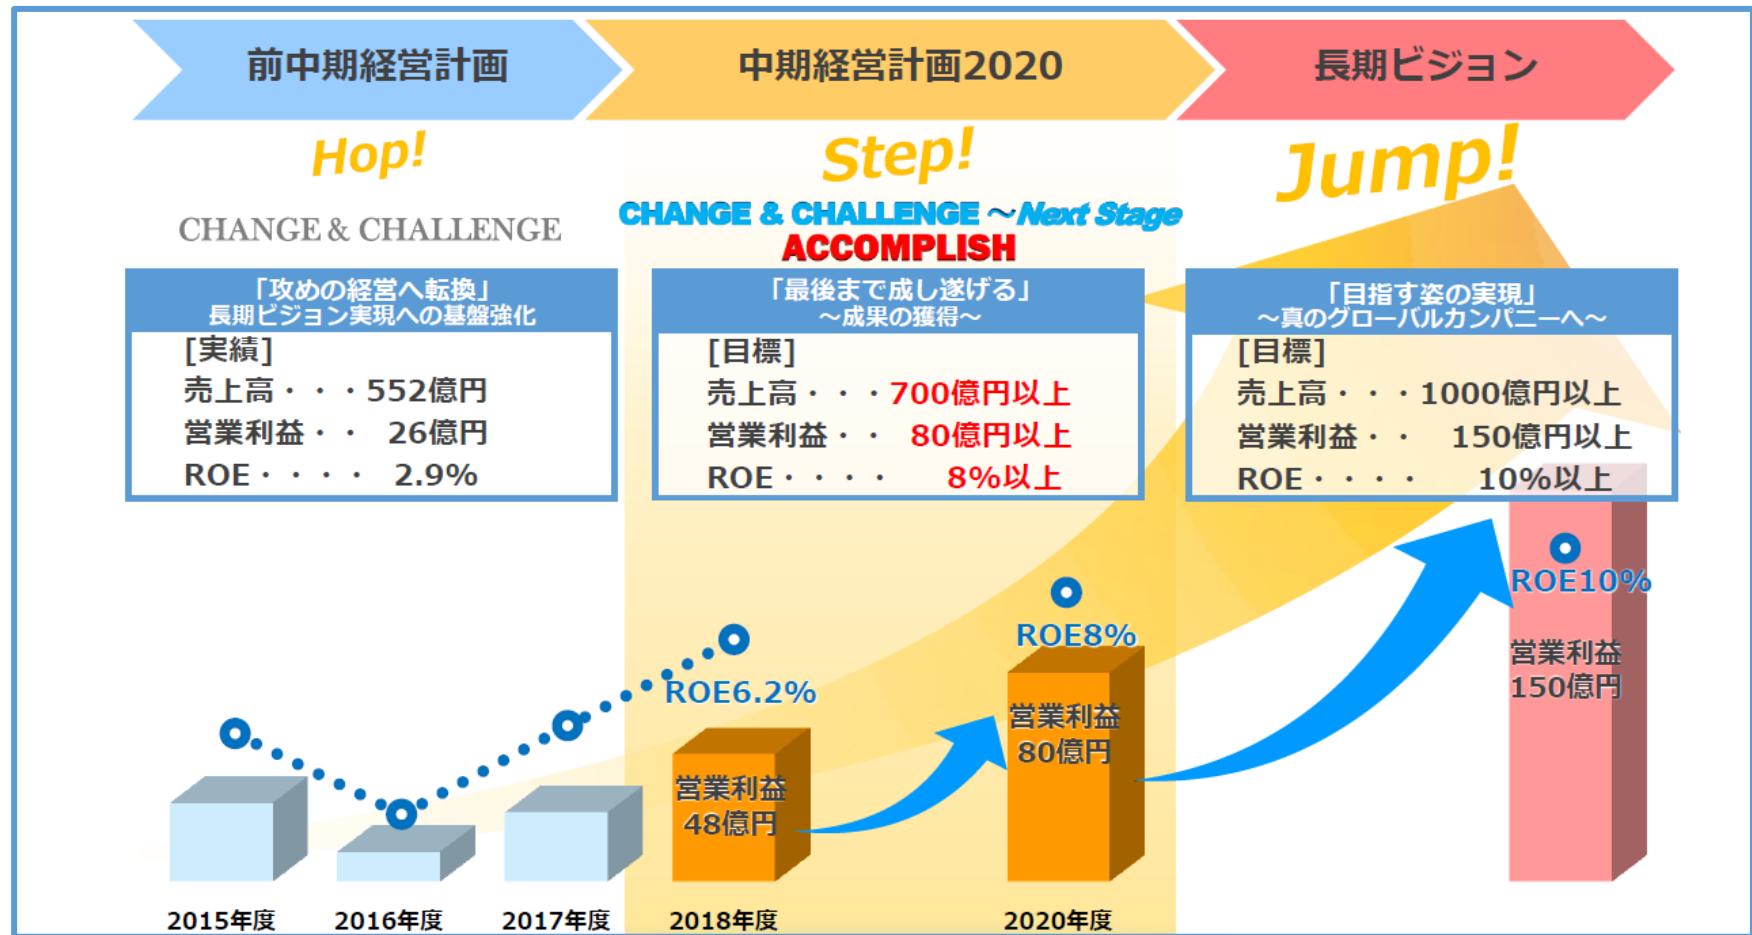 前中期経営計画
中期経営計画2020
長期ビジョン
Hop!
Step!
Jump!
CHANGE & CHALLENGE
CHANGE & CHALLENGE ～Next Stage
ACCOMPLISH
「攻めの経営へ転換」
長期ビジョン実現への基盤強化
[実績]
売上高・・・552億円
営業利益・・ 26億円
ROE・・・・ 2.9%
「最後まで成し遂げる」
～成果の獲得～
[目標]
売上高・・・700億円以上
営業利益・・ 80億円以上
ROE・・・・ 8%以上
「目指す姿の実現」
～真のグローバルカンパニーへ～
[目標]
売上高・・・1000億円以上
営業利益・・ 150億円以上
ROE・・・・ 10%以上
ROE6.2%
営業利益
48億円
ROE8%
営業利益
80億円
ROE10%
営業利益
150億円
2015年度
2016年度
2017年度
2018年度
2020年度